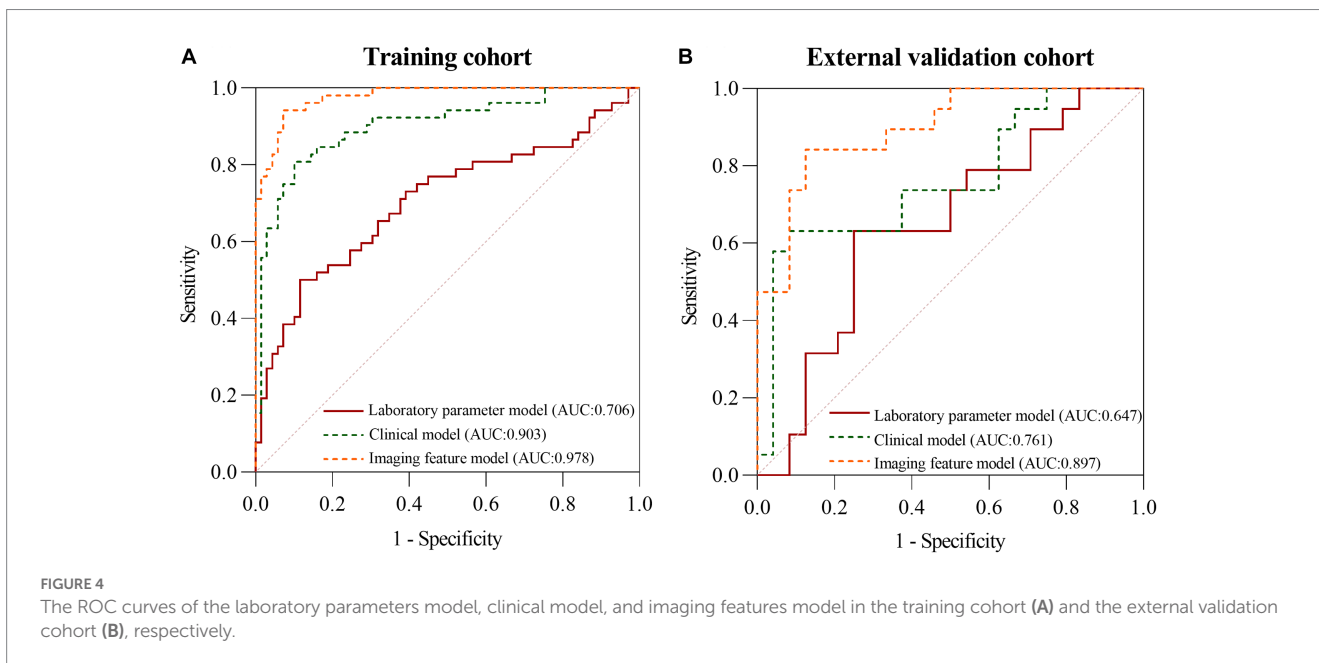 A
Training cohort
1.0
0.8
0.6
0.4
0.2
0.0
Sensitivity
Laboratory parameter model (AUC:0.706)
Clinical model (AUC:0.903)
Imaging feature model (AUC:0.978)
0.0 0.2 0.4 0.6 0.8 1.0
1 - Specificity
B
External validation cohort
1.0
0.8
0.6
0.4
0.2
0.0
Sensitivity
Laboratory parameter model (AUC:0.647)
Clinical model (AUC:0.761)
Imaging feature model (AUC:0.897)
0.0 0.2 0.4 0.6 0.8 1.0
1 - Specificity
FIGURE 4
The ROC curves of the laboratory parameters model, clinical model, and imaging features model in the training cohort (A) and the external validation
cohort (B), respectively.